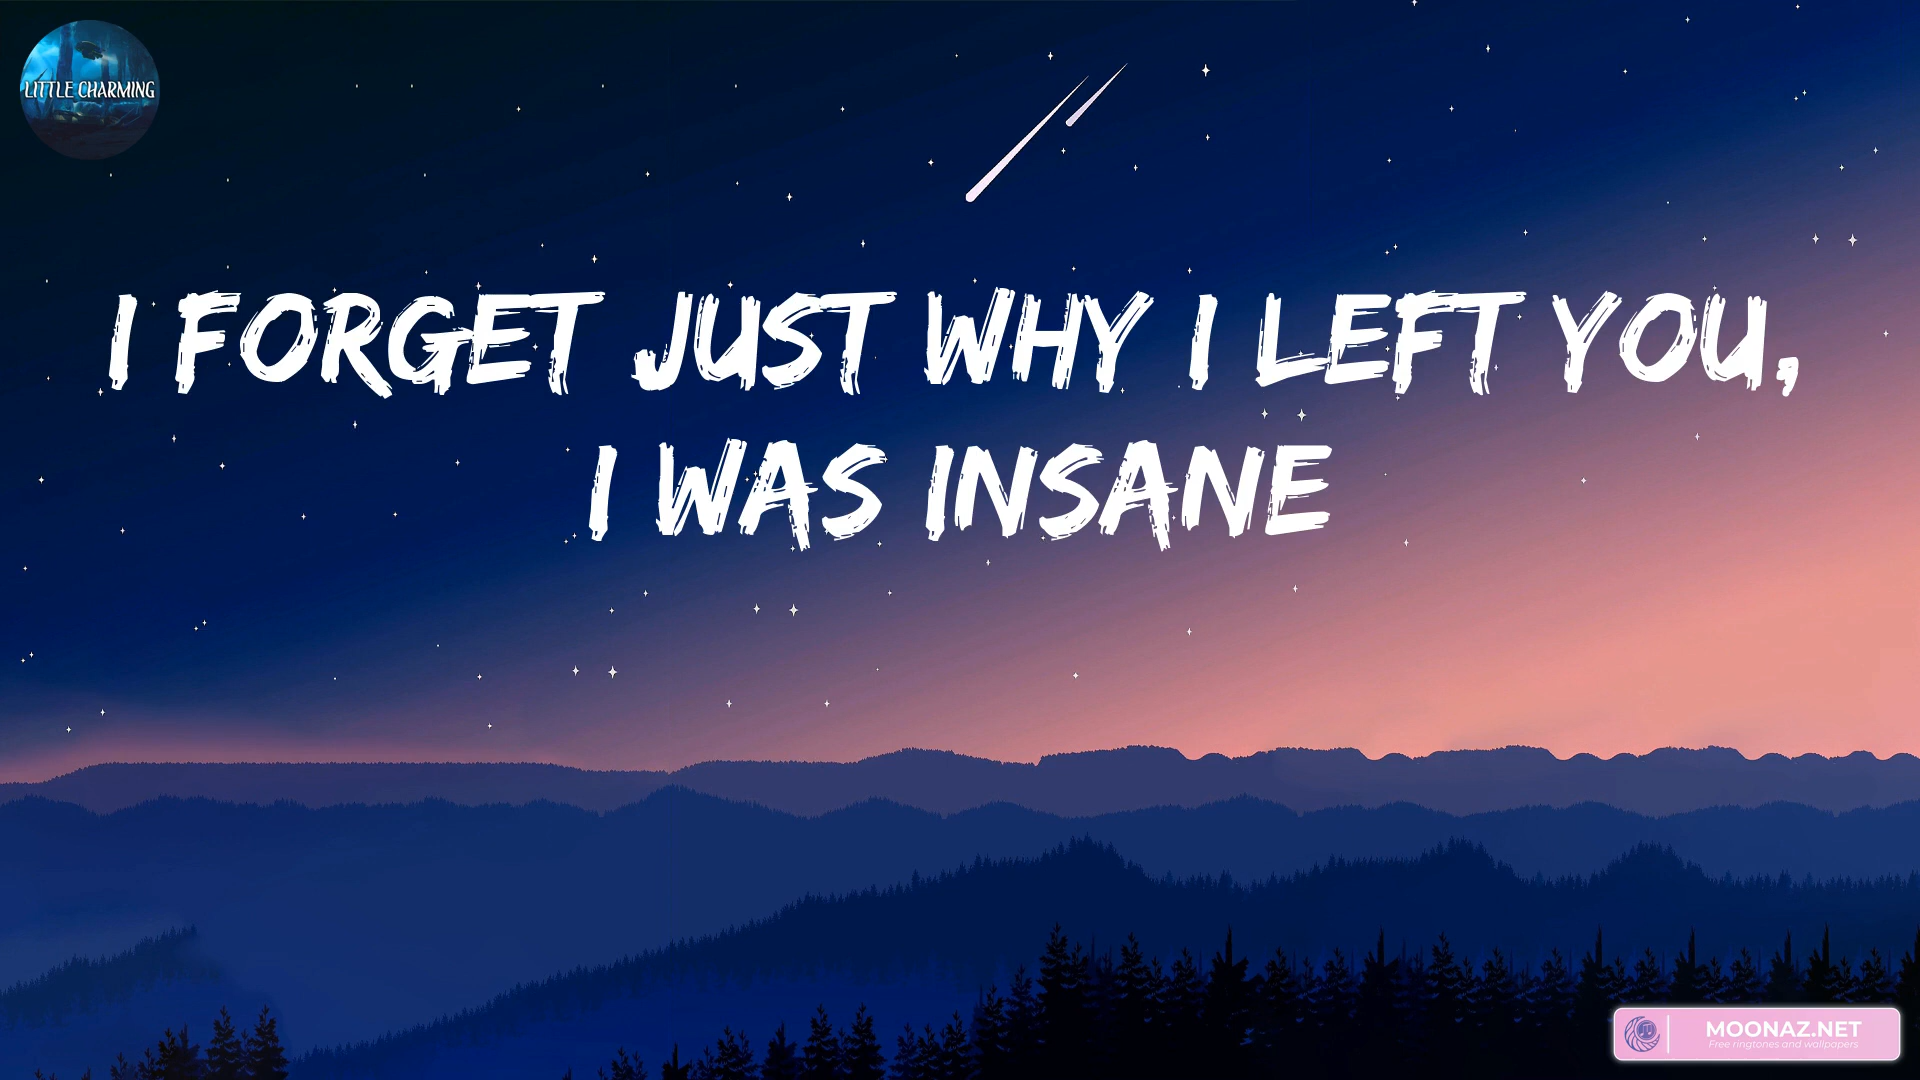 LITTLE CHARMING
I FORGET JUST WHY I LEFT YOU,
I WAS INSANE
MOONAZ.NET
Free ringtones and wallpapers